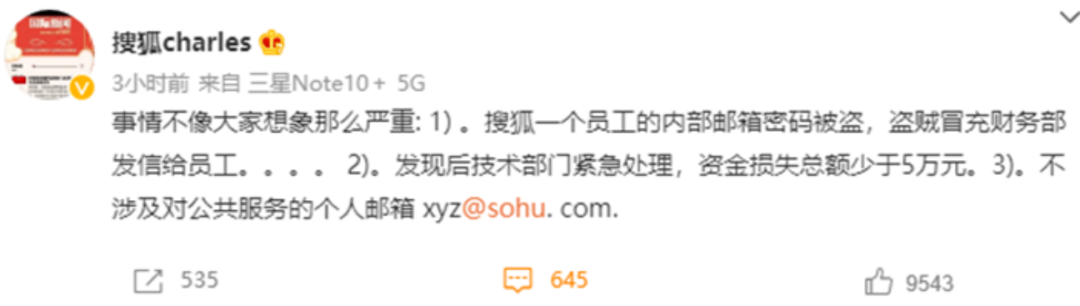 搜狐charles
3小时前 来自 三星Note10+ 5G
事情不像大家想象那么严重: 1) 。搜狐一个员工的内部邮箱密码被盗，盗贼冒充财务部
发信给员工。。。。 2)。发现后技术部门紧急处理，资金损失总额少于5万元。3)。不
涉及对公共服务的个人邮箱 xyz@sohu. com.
535
645
9543